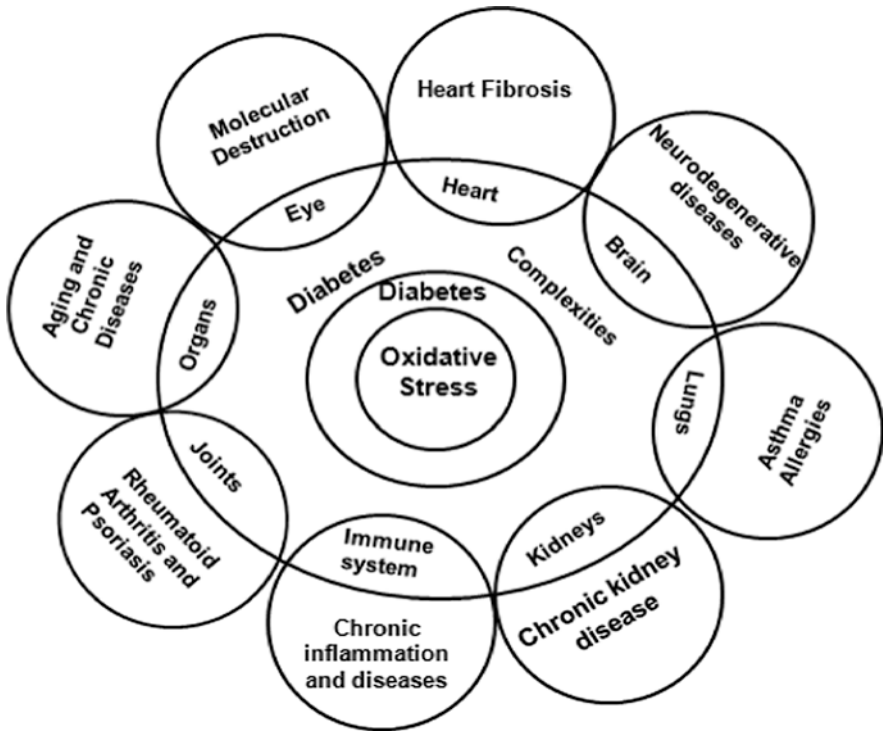 Heart Fibrosis
Heart
Neurodegenerative
diseases
Brain
Asthma
Allergies
Lungs
Chronic kidney
disease
Kidneys
Immune
system
Chronic
inflammation
and diseases
Rheumatoid
Arthritis and
Psoriasis
Joints
Aging and
Chronic
Diseases
Organs
Molecular
Destruction
Eye
Diabetes
Complexities
Diabetes
Oxidative
Stress